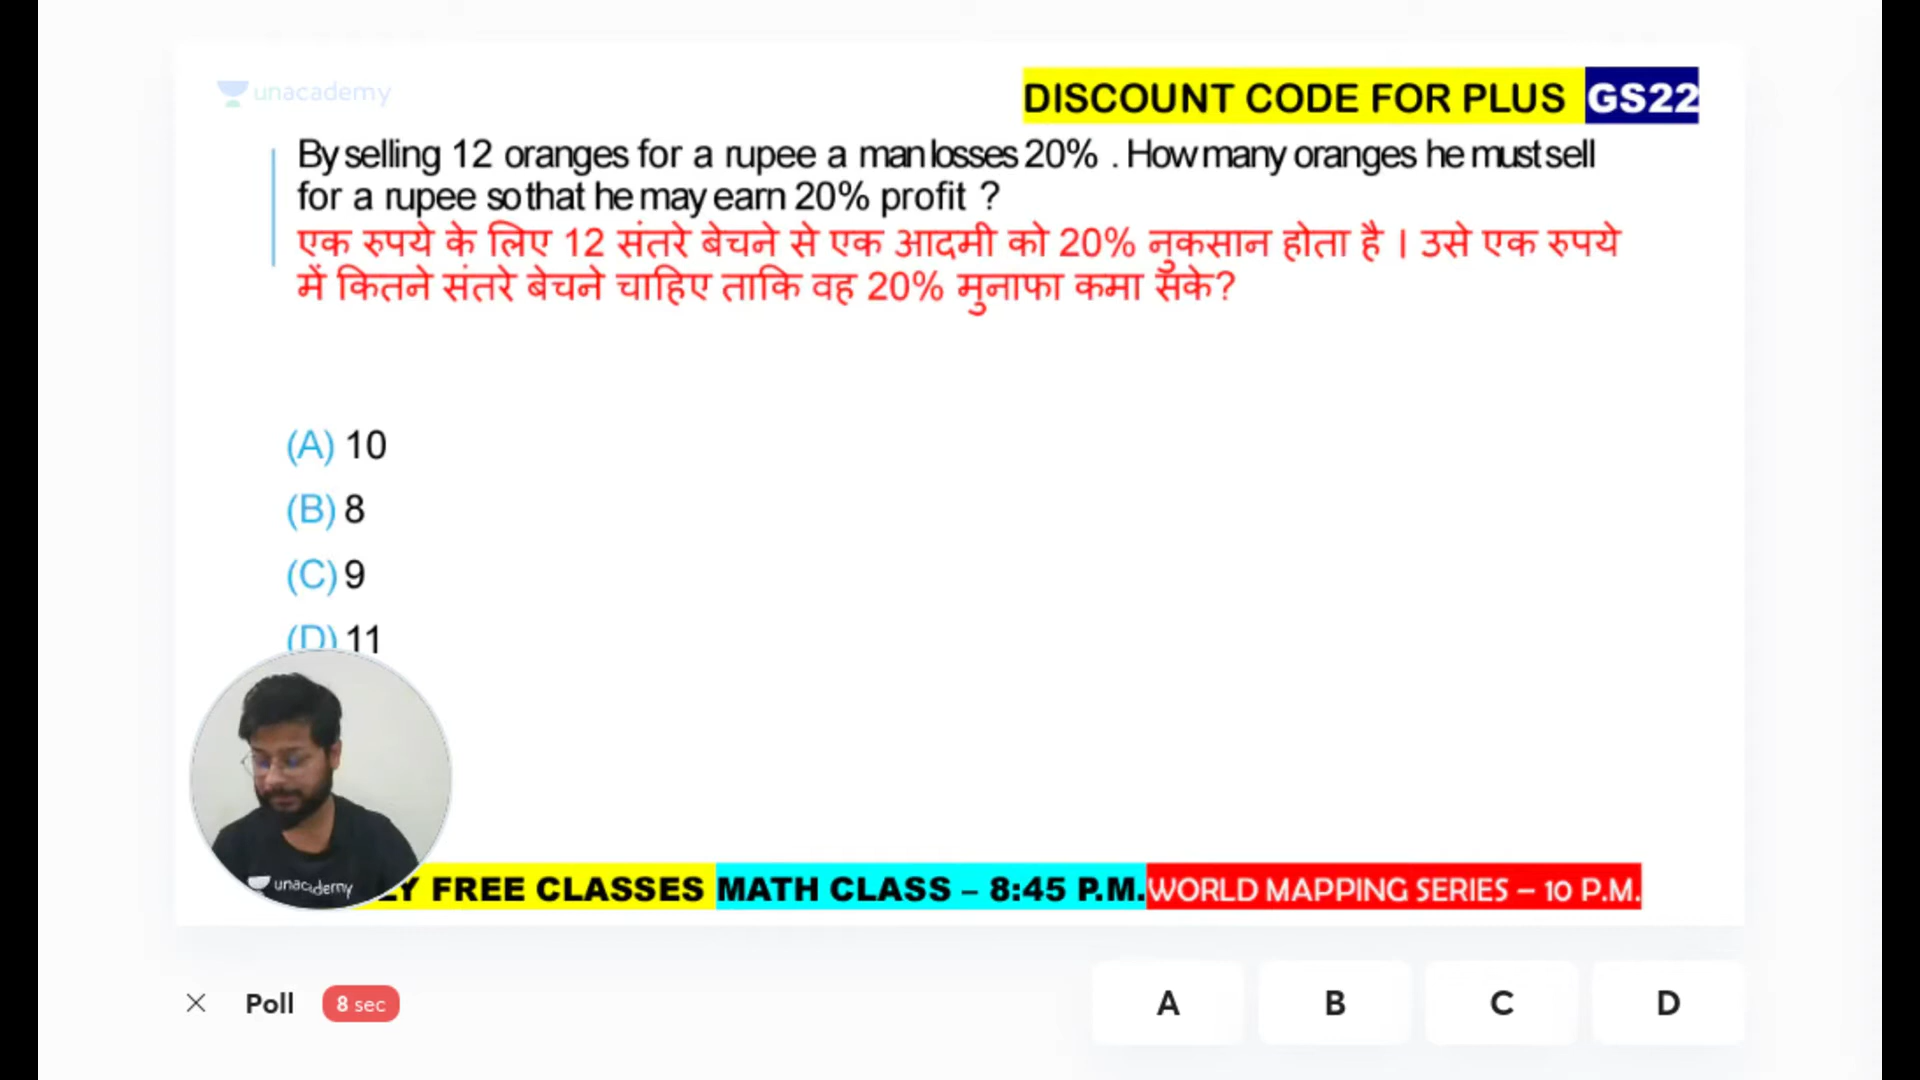 unacademy
DISCOUNT CODE FOR PLUS GS22
By selling 12 oranges for a rupee a man losses 20% . How many oranges he must sell
for a rupee so that he may earn 20% profit ?
एक रुपये के लिए 12 संतरे बेचने से एक आदमी को 20% नुकसान होता है । उसे एक रुपये
में कितने संतरे बेचने चाहिए ताकि वह 20% मुनाफा कमा सके?
(A) 10
(B) 8
(C) 9
(D) 11
unacademy
FREE CLASSES MATH CLASS – 8:45 P.M. WORLD MAPPING SERIES – 10 P.M.
Poll 8 sec A B C D